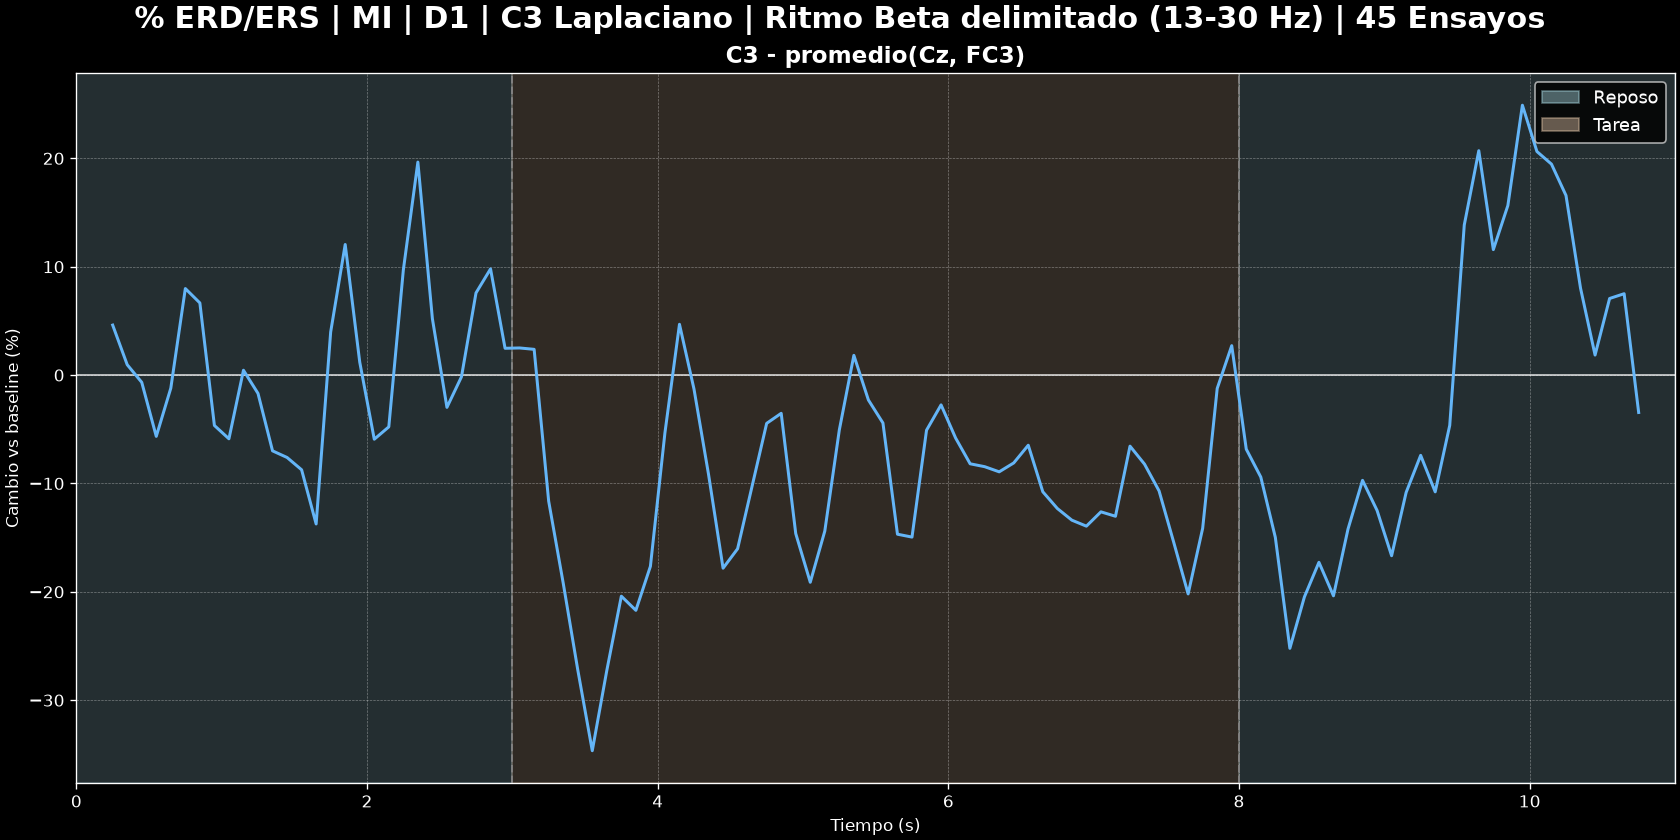 % ERD/ERS | MI | D1 | C3 Laplaciano | Ritmo Beta delimitado (13-30 Hz) | 45 Ensayos
C3 - promedio(Cz, FC3)
Reposo
Tarea
Cambio vs baseline (%)
20
10
0
−10
−20
−30
0 2 4 6 8 10
Tiempo (s)